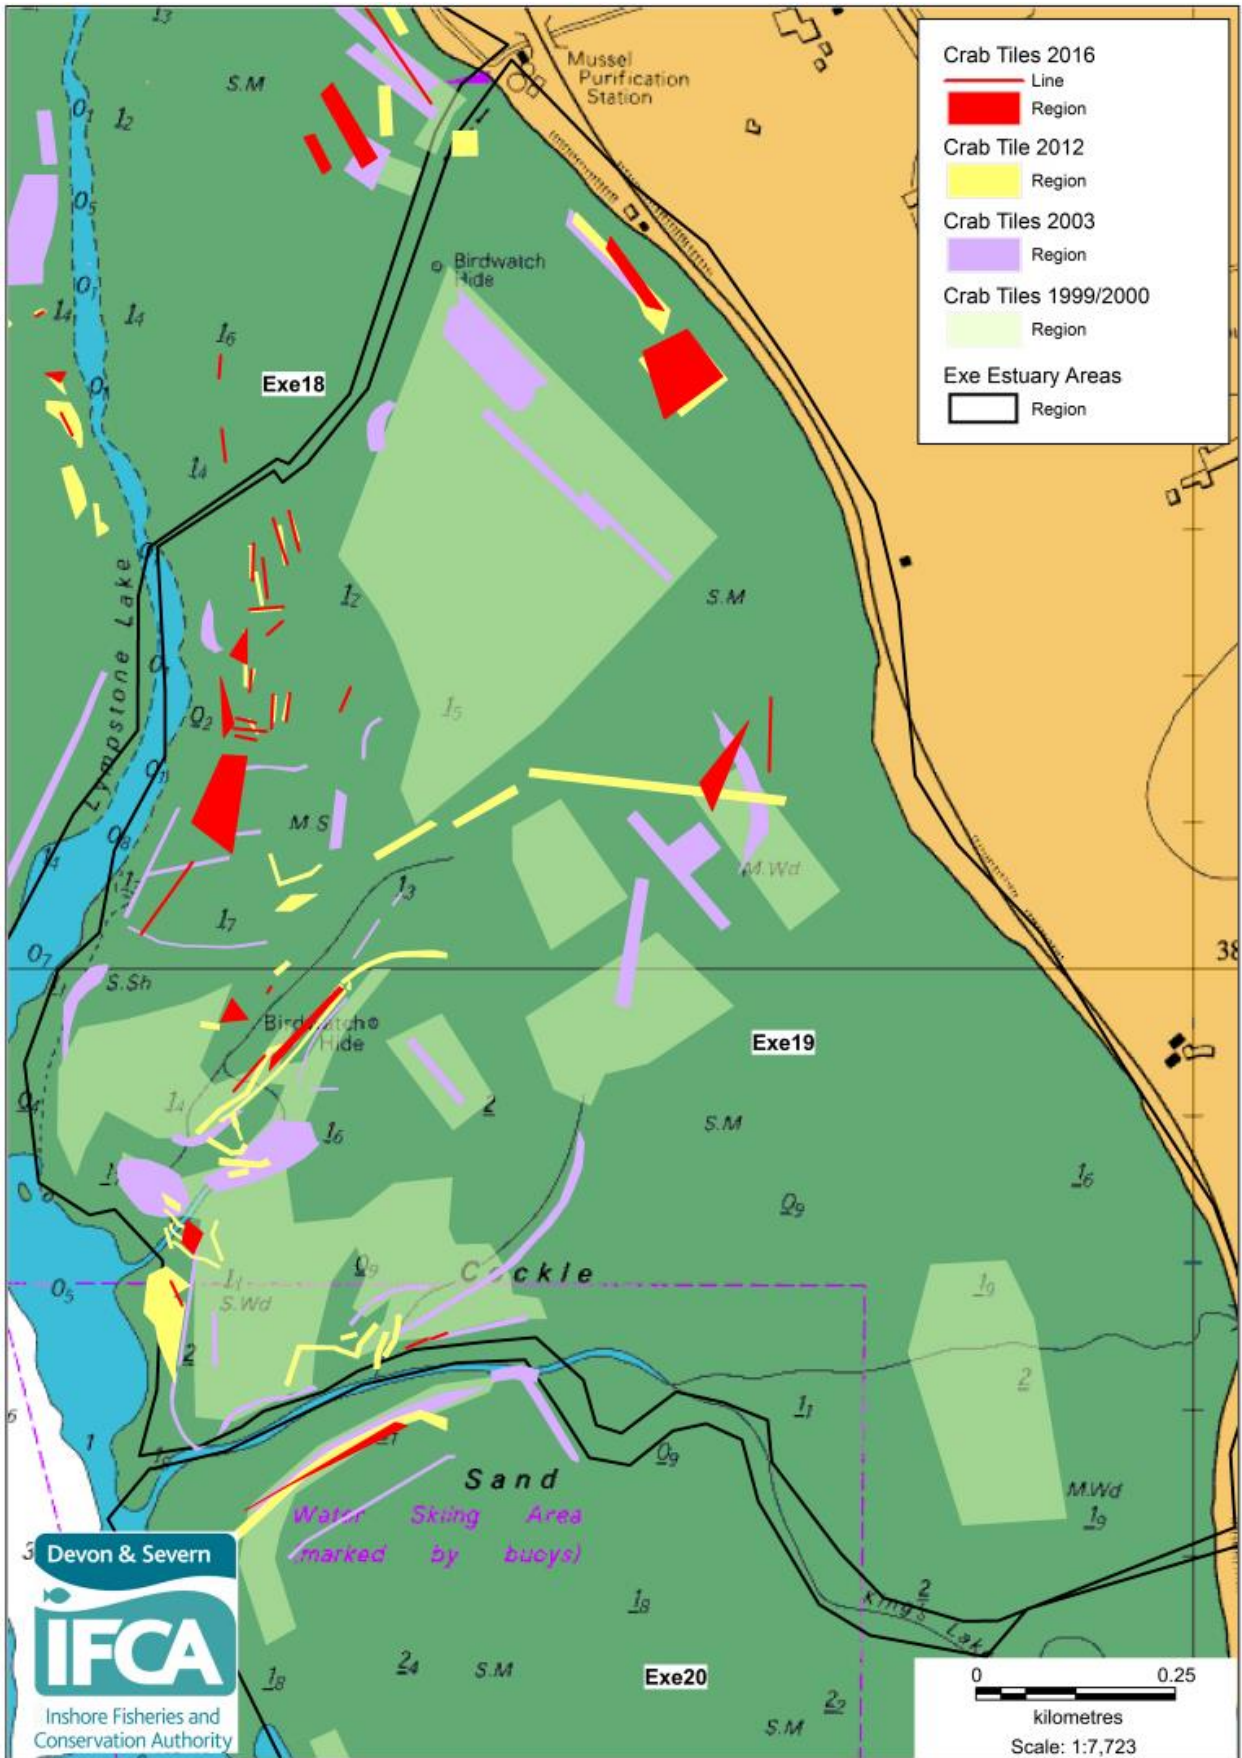 Crab Tiles 2016
Line
Region
Crab Tile 2012
Region
Crab Tiles 2003
Region
Crab Tiles 1999/2000
Region
Exe Estuary Areas
Region
Mussel
Purification
Station
S.M
Birdwatch
Hide
Exe18
Lympstone Lake
S.M
M.S
M.Wd
S.Sh
38
Birdwatch
Hide
Exe19
S.M
Cockle
S.Wd
Sand
Water Skiing Area
(marked by buoys)
M.Wd
King's Lake
Exe20
S.M
S.M
Devon & Severn
IFCA
Inshore Fisheries and
Conservation Authority
0 0.25
kilometres
Scale: 1:7,723